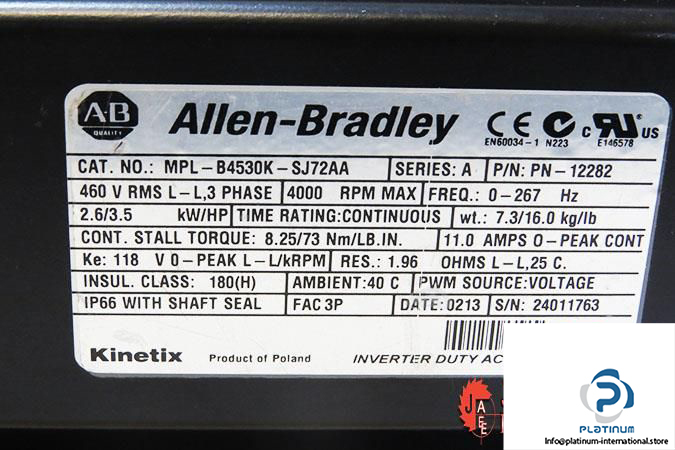 A-B
QUALITY
Allen-Bradley
CE
EN60034-1 N223
c UR US
E146578
CAT. NO.: MPL-B4530K-SJ72AA SERIES: A P/N: PN-12282
460 V RMS L-L,3 PHASE 4000 RPM MAX FREQ.: 0-267 Hz
2.6/3.5 kW/HP TIME RATING:CONTINUOUS wt.: 7.3/16.0 kg/lb
CONT. STALL TORQUE: 8.25/73 Nm/LB.IN. 11.0 AMPS O-PEAK CONT
Ke: 118 V 0-PEAK L-L/kRPM RES.: 1.96 OHMS L-L,25 C.
INSUL. CLASS: 180(H) AMBIENT:40 C PWM SOURCE:VOLTAGE
IP66 WITH SHAFT SEAL FAC 3P DATE:0213 S/N: 24011763
Kinetix Product of Poland INVERTER DUTY AC
JAEE
PLATINUM
Info@platinum-international.store